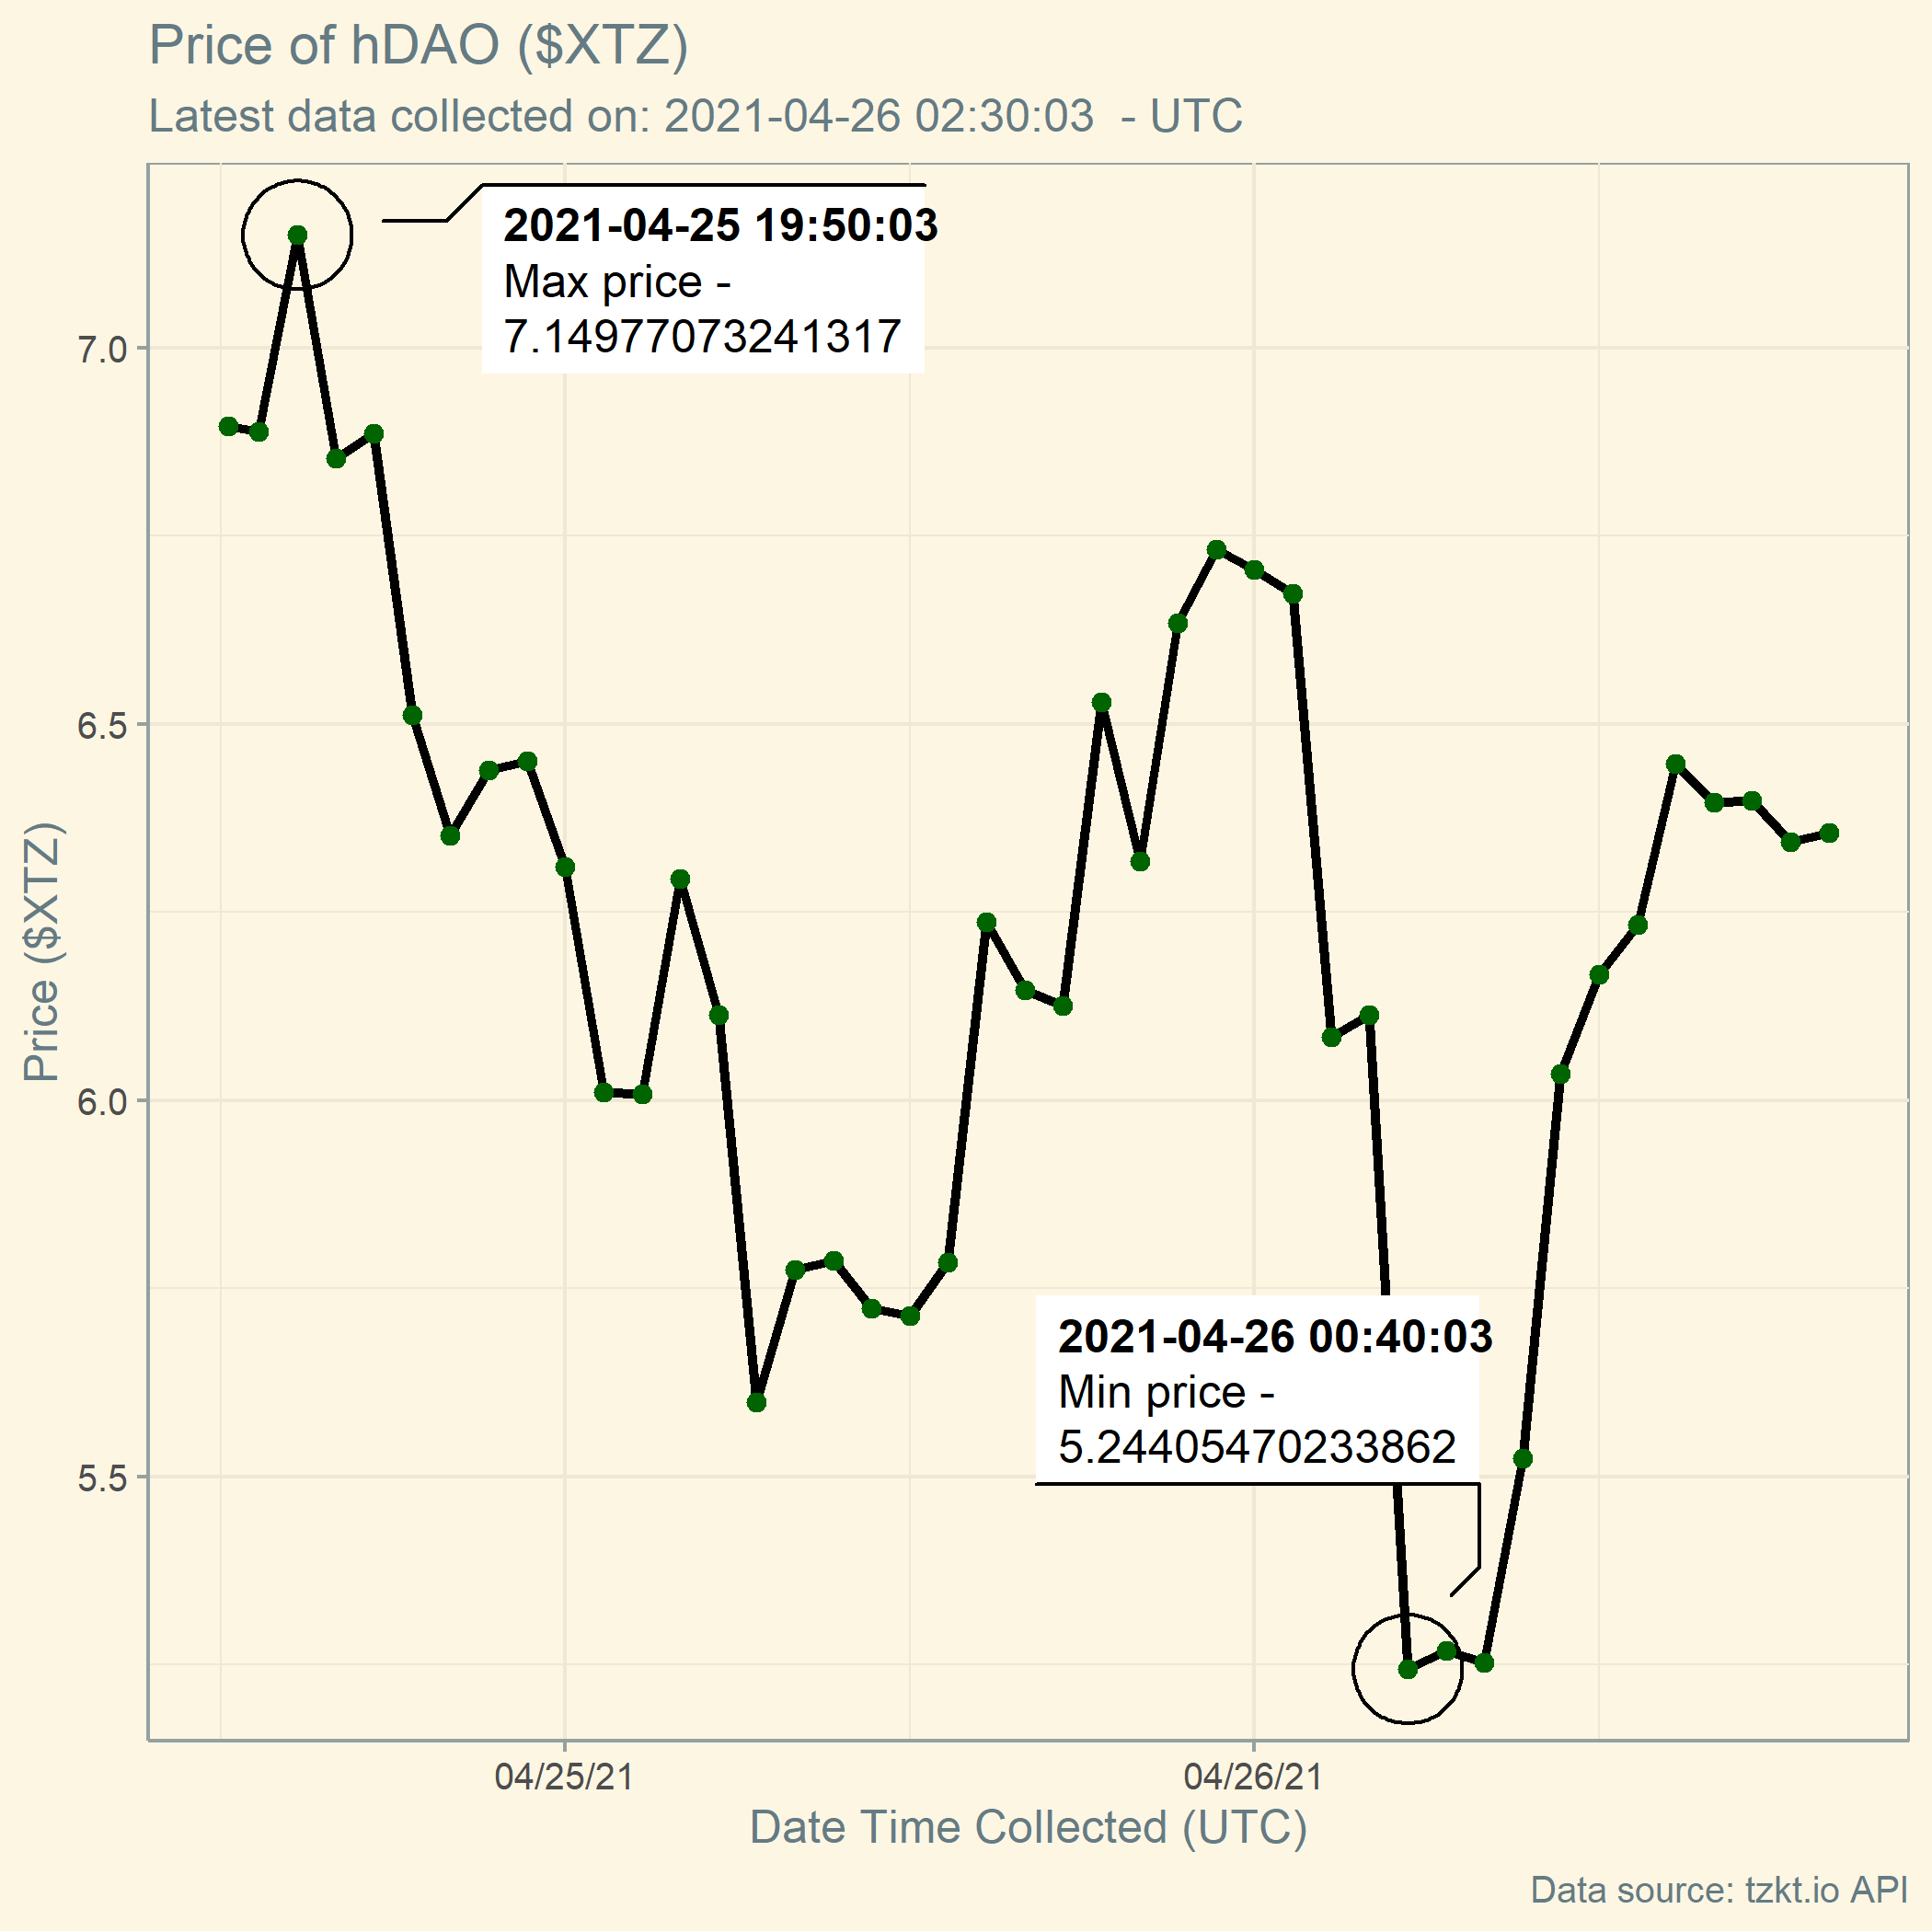 Price of hDAO ($XTZ)
Latest data collected on: 2021-04-26 02:30:03  - UTC
2021-04-25 19:50:03
Max price -
7.14977073241317
7.0
6.5
6.0
5.5
Price ($XTZ)
2021-04-26 00:40:03
Min price -
5.24405470233862
04/25/21
04/26/21
Date Time Collected (UTC)
Data source: tzkt.io API